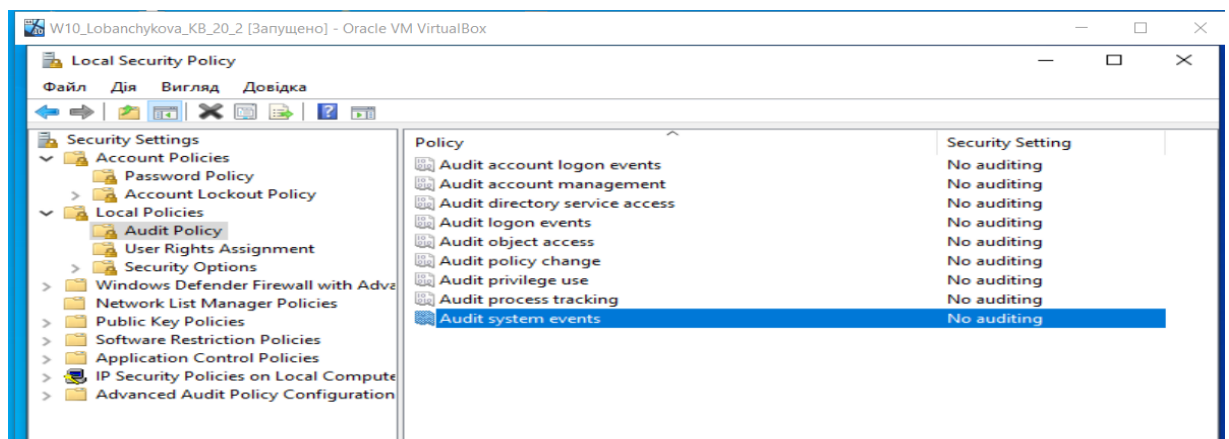 W10_Lobanchykova_KB_20_2 [Запущено] - Oracle VM VirtualBox
Local Security Policy
Файл Дія Вигляд Довідка
Security Settings
Account Policies
Password Policy
Account Lockout Policy
Local Policies
Audit Policy
User Rights Assignment
Security Options
Windows Defender Firewall with Adva
Network List Manager Policies
Public Key Policies
Software Restriction Policies
Application Control Policies
IP Security Policies on Local Compute
Advanced Audit Policy Configuration
Policy Security Setting
Audit account logon events No auditing
Audit account management No auditing
Audit directory service access No auditing
Audit logon events No auditing
Audit object access No auditing
Audit policy change No auditing
Audit privilege use No auditing
Audit process tracking No auditing
Audit system events No auditing